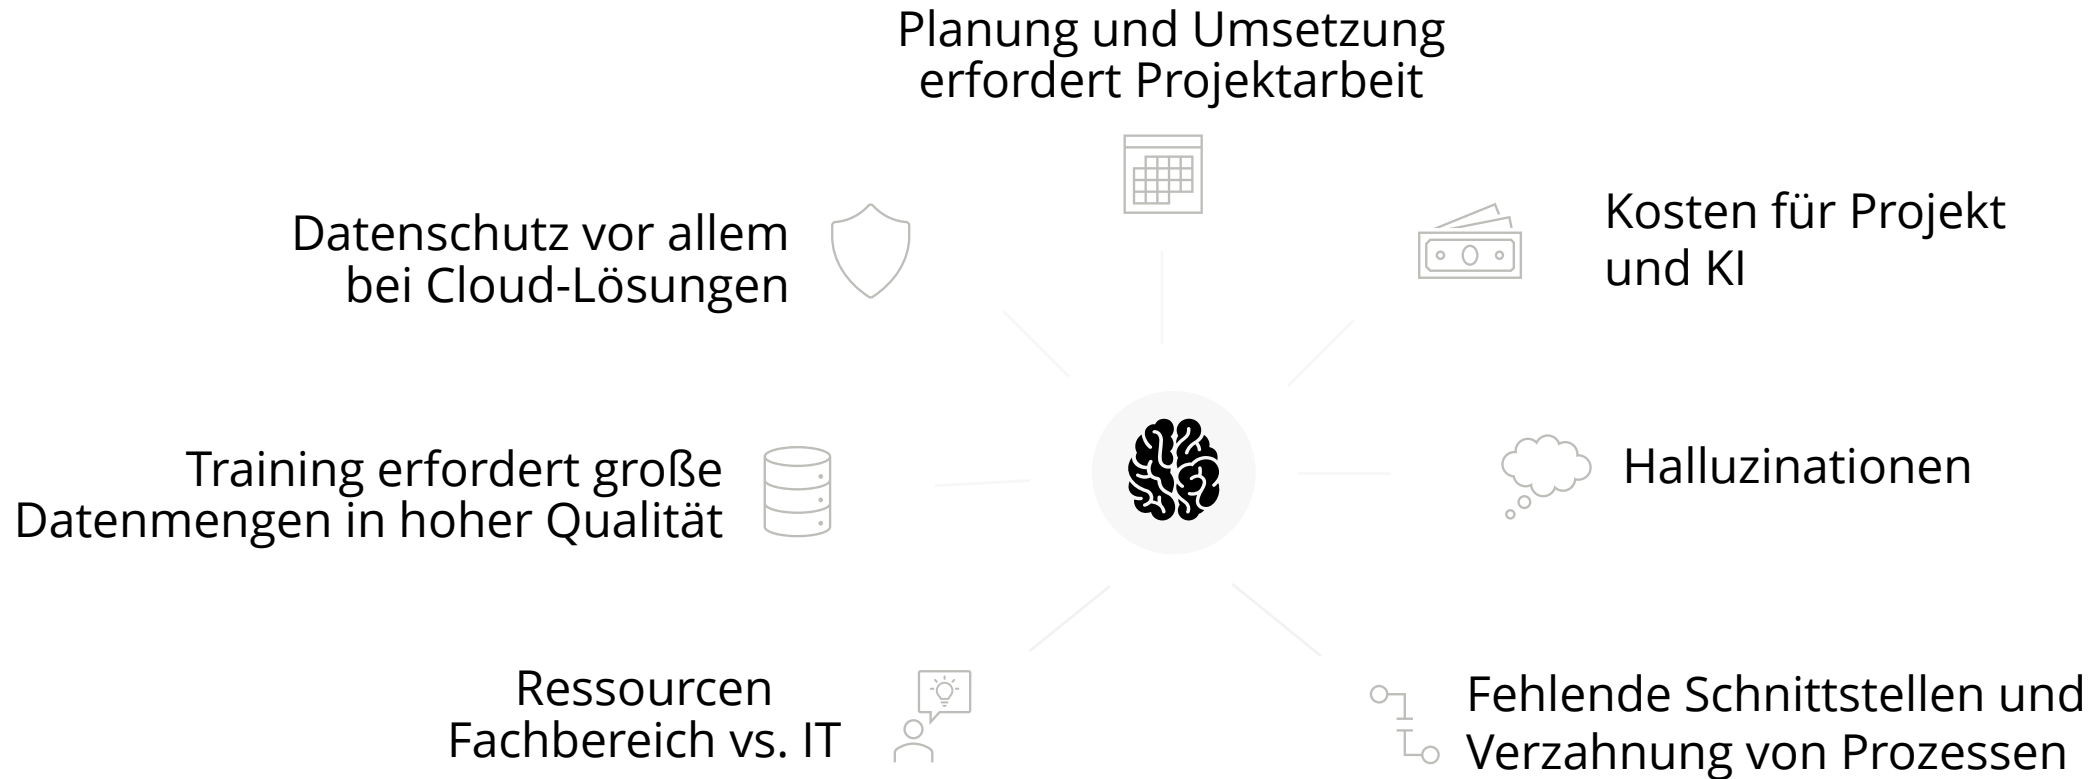 Planung und Umsetzung
erfordert Projektarbeit
Datenschutz vor allem
bei Cloud-Lösungen
Kosten für Projekt
und KI
Training erfordert große
Datenmengen in hoher Qualität
Halluzinationen
Ressourcen
Fachbereich vs. IT
Fehlende Schnittstellen und
Verzahnung von Prozessen